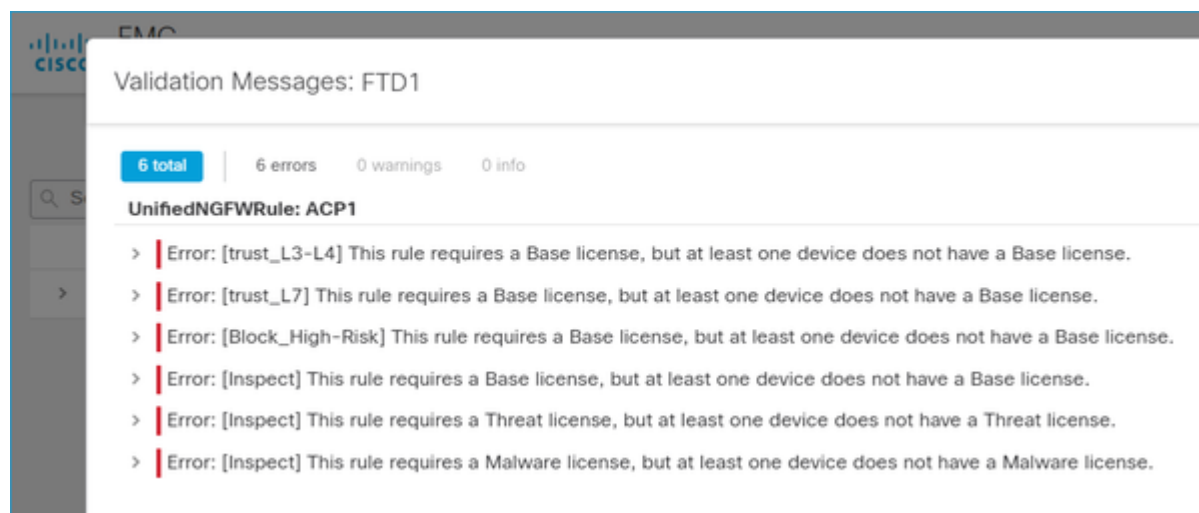 CISCO
FMC
Validation Messages: FTD1
6 total 6 errors 0 warnings 0 info
UnifiedNGFWRule: ACP1
> Error: [trust_L3-L4] This rule requires a Base license, but at least one device does not have a Base license.
> Error: [trust_L7] This rule requires a Base license, but at least one device does not have a Base license.
> Error: [Block_High-Risk] This rule requires a Base license, but at least one device does not have a Base license.
> Error: [Inspect] This rule requires a Base license, but at least one device does not have a Base license.
> Error: [Inspect] This rule requires a Threat license, but at least one device does not have a Threat license.
> Error: [Inspect] This rule requires a Malware license, but at least one device does not have a Malware license.